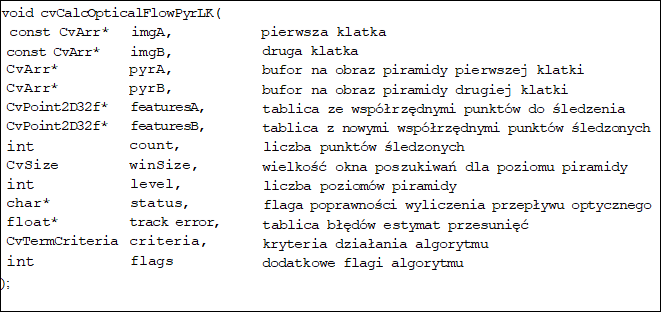 void cvCalcOpticalFlowPyrLK(
const CvArr* imgA, pierwsza klatka
const CvArr* imgB, druga klatka
CvArr* pyrA, bufor na obraz piramidy pierwszej klatki
CvArr* pyrB, bufor na obraz piramidy drugiej klatki
CvPoint2D32f* featuresA, tablica ze współrzędnymi punktów do śledzenia
CvPoint2D32f* featuresB, tablica z nowymi współrzędnymi punktów śledzonych
int count, liczba punktów śledzonych
CvSize winSize, wielkość okna poszukiwań dla poziomu piramidy
int level, liczba poziomów piramidy
char* status, flaga poprawności wyliczenia przepływu optycznego
float* track error, tablica błędów estymat przesunięć
CvTermCriteria criteria, kryteria działania algorytmu
int flags dodatkowe flagi algorytmu
);